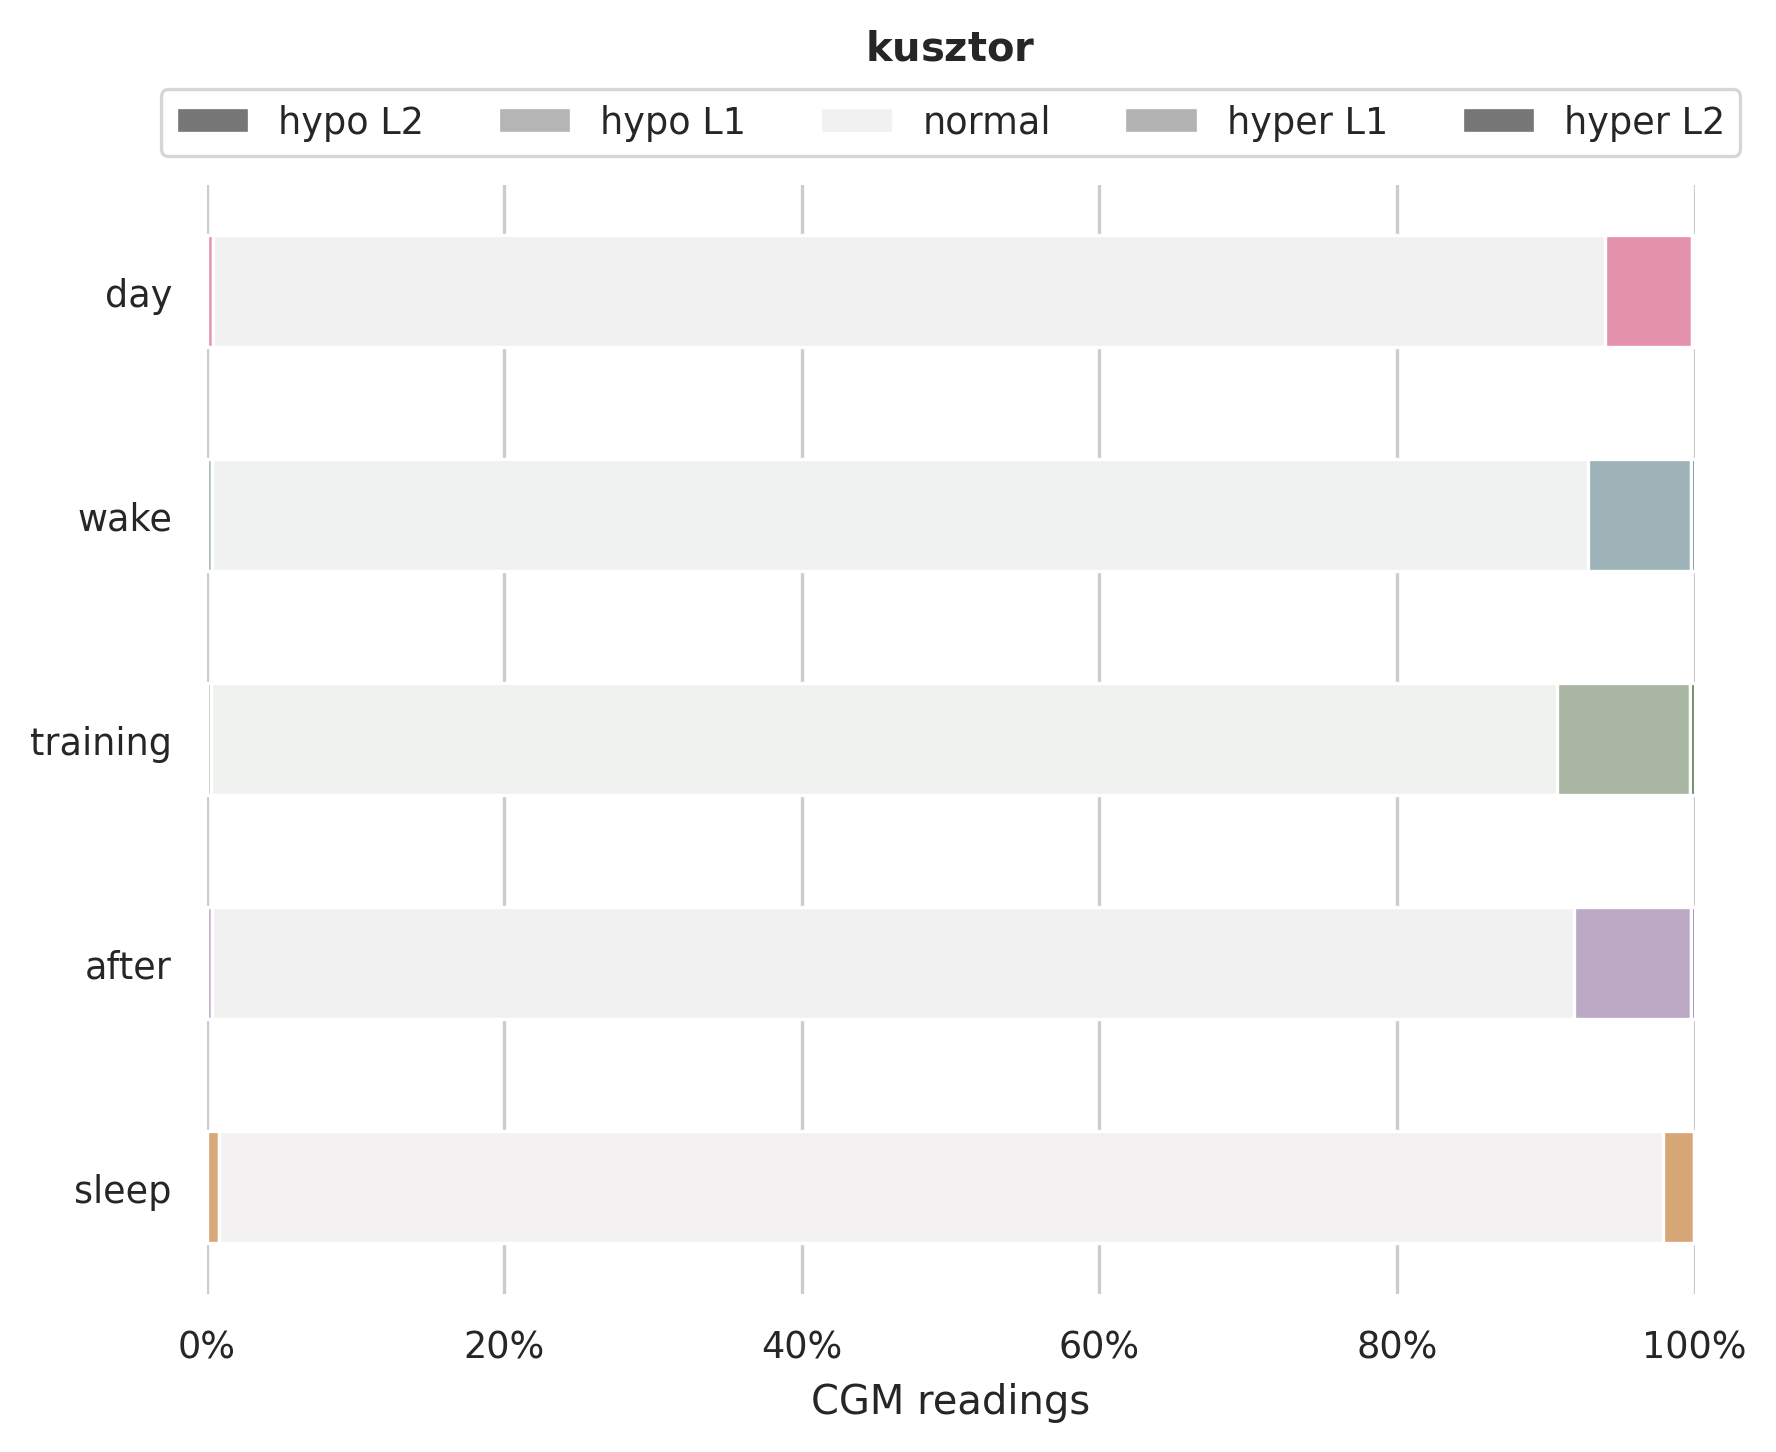 kusztor
hypo L2 hypo L1 normal hyper L1 hyper L2
day
wake
training
after
sleep
0% 20% 40% 60% 80% 100%
CGM readings